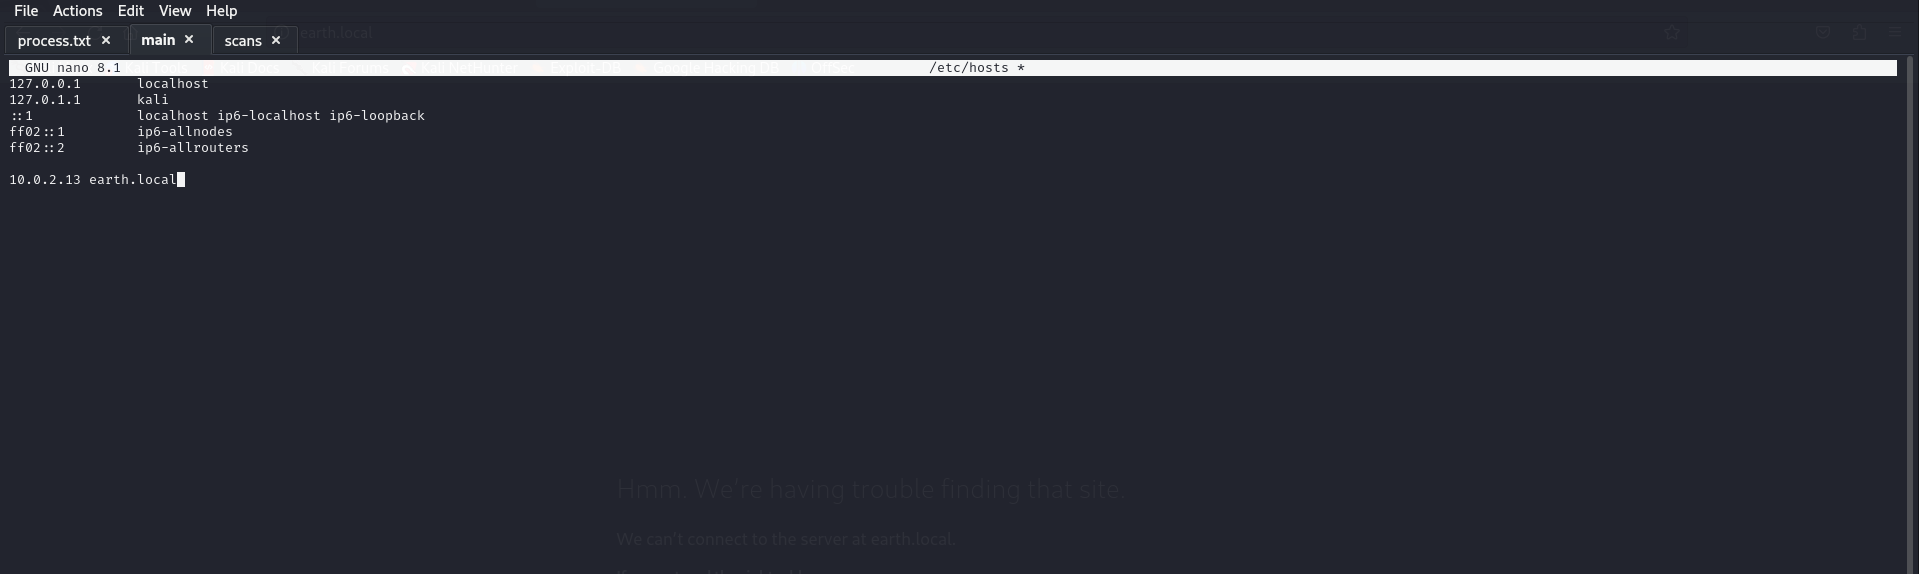 File Actions Edit View Help
process.txt × main × scans ×
earth.local
GNU nano 8.1 /etc/hosts *
127.0.0.1 localhost
127.0.1.1 kali
::1 localhost ip6-localhost ip6-loopback
ff02::1 ip6-allnodes
ff02::2 ip6-allrouters
10.0.2.13 earth.local
Hmm. We're having trouble finding that site.
We can't connect to the server at earth.local.